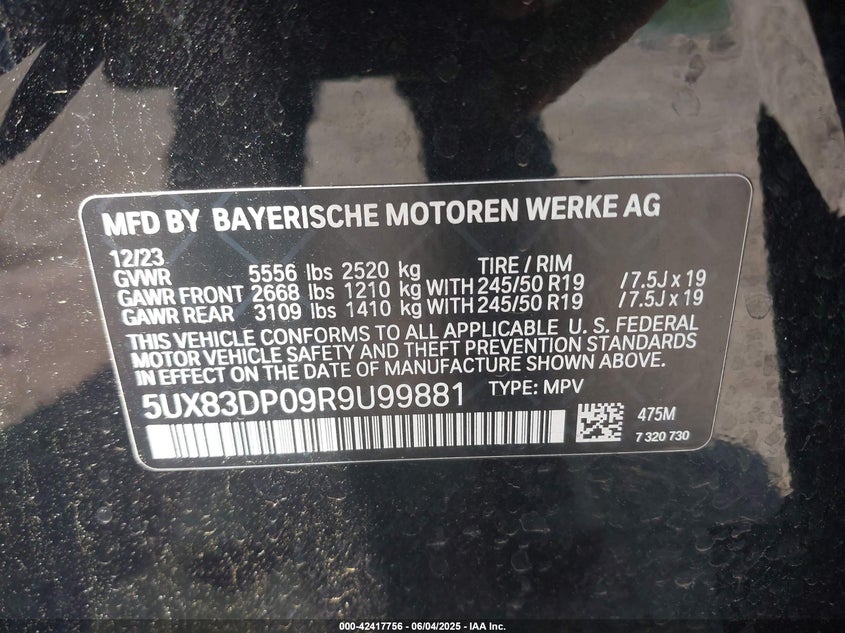 MFD BY BAYERISCHE MOTOREN WERKE AG
12/23 TIRE / RIM
GVWR 5556 lbs 2520 kg
GAWR FRONT 2668 lbs 1210 kg WITH 245/50 R19 / 7.5J x 19
GAWR REAR 3109 lbs 1410 kg WITH 245/50 R19 / 7.5J x 19
THIS VEHICLE CONFORMS TO ALL APPLICABLE U. S. FEDERAL
MOTOR VEHICLE SAFETY AND THEFT PREVENTION STANDARDS
IN EFFECT ON THE DATE OF MANUFACTURE SHOWN ABOVE.
5UX83DP09R9U99881 TYPE: MPV
475M
7 320 730
000-42417756 - 06/04/2025 - IAA Inc.